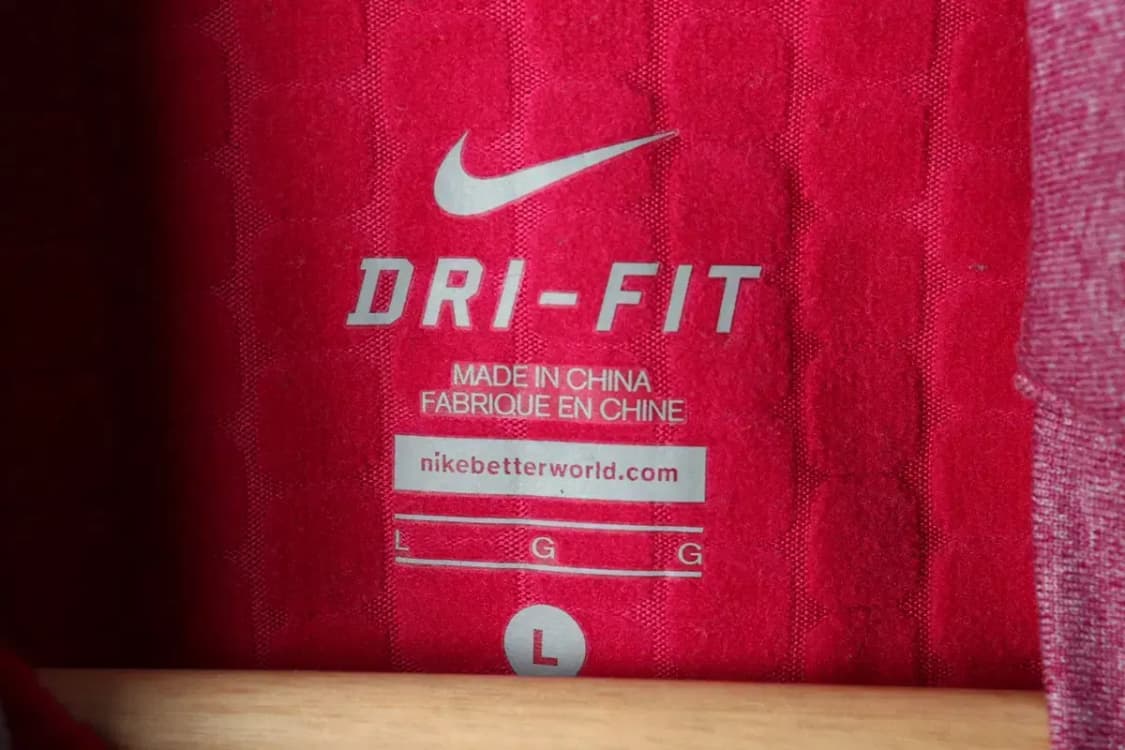 DRI-FIT
MADE IN CHINA
FABRIQUE EN CHINE
nikebetterworld.com
L G G
L